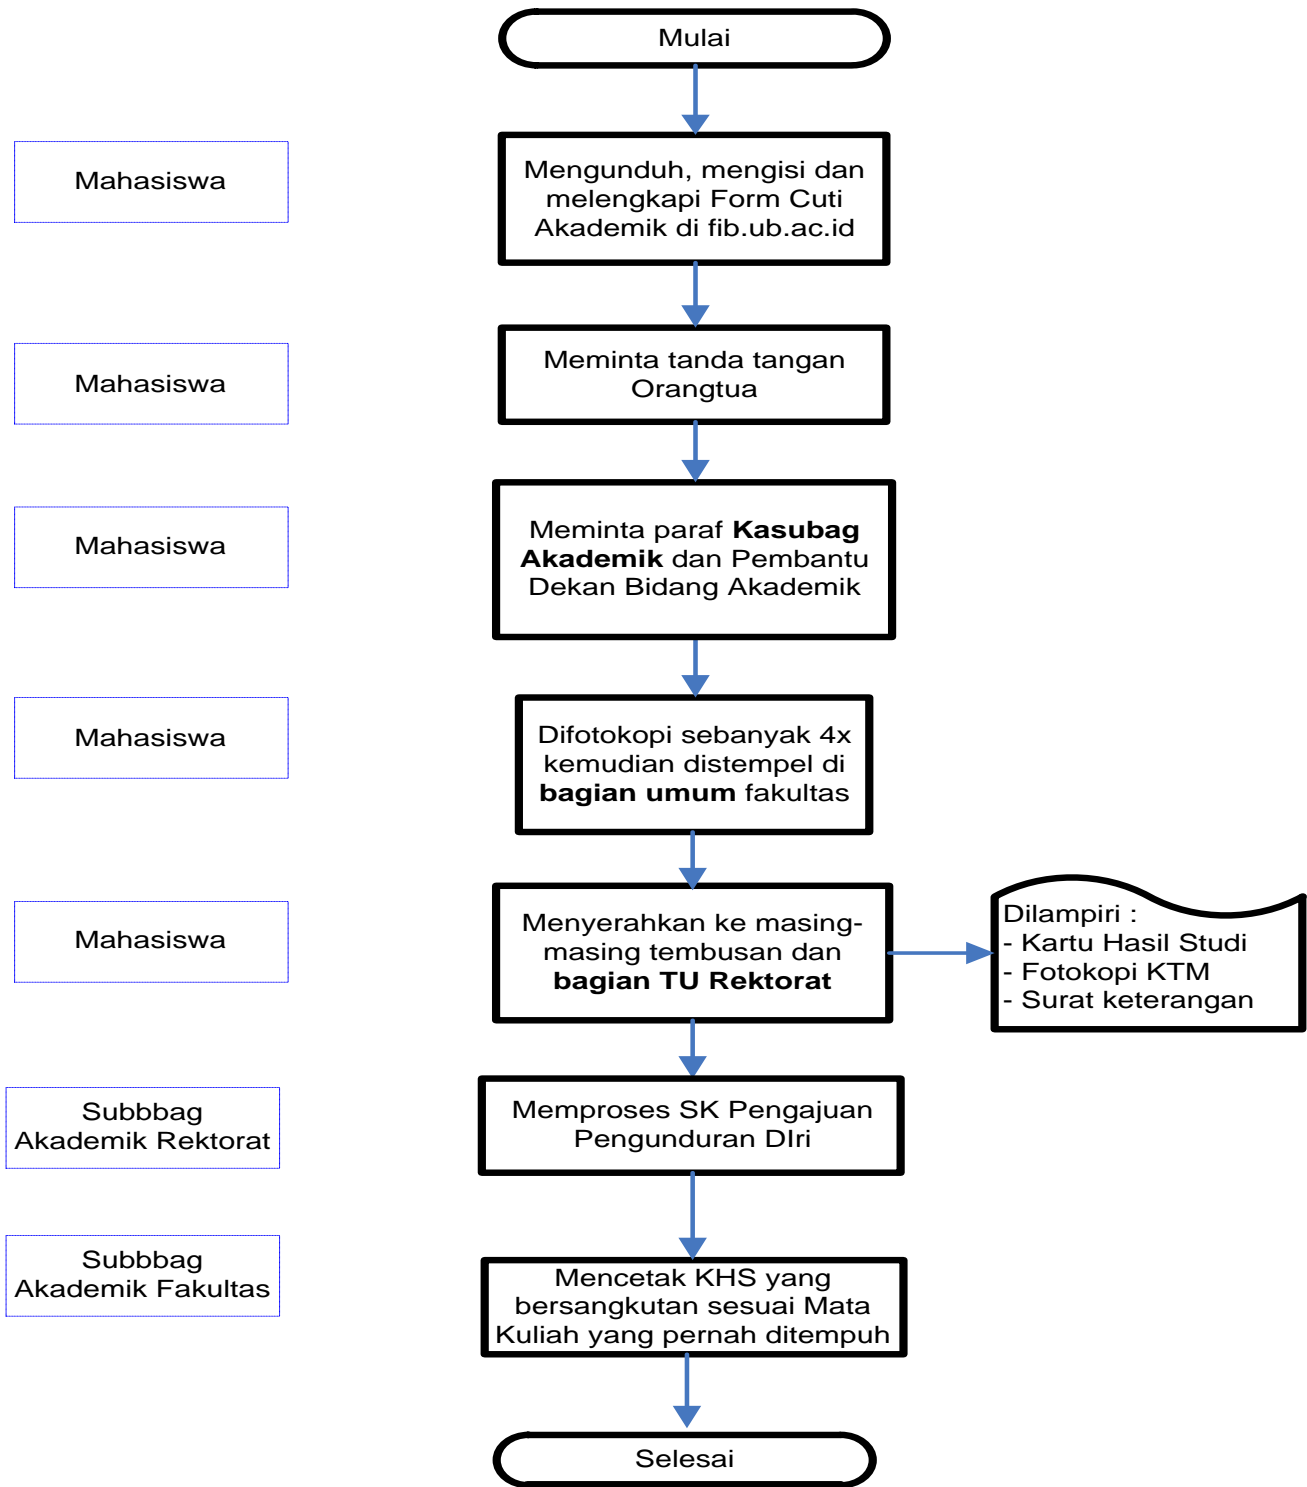 Mulai
Mahasiswa
Mengunduh, mengisi dan
melengkapi Form Cuti
Akademik di fib.ub.ac.id
Mahasiswa
Meminta tanda tangan
Orangtua
Mahasiswa
Meminta paraf Kasubag
Akademik dan Pembantu
Dekan Bidang Akademik
Mahasiswa
Difotokopi sebanyak 4x
kemudian distempel di
bagian umum fakultas
Mahasiswa
Menyerahkan ke masing-
masing tembusan dan
bagian TU Rektorat
Dilampiri :
- Kartu Hasil Studi
- Fotokopi KTM
- Surat keterangan
Subbbag
Akademik Rektorat
Memproses SK Pengajuan
Pengunduran DIri
Subbbag
Akademik Fakultas
Mencetak KHS yang
bersangkutan sesuai Mata
Kuliah yang pernah ditempuh
Selesai